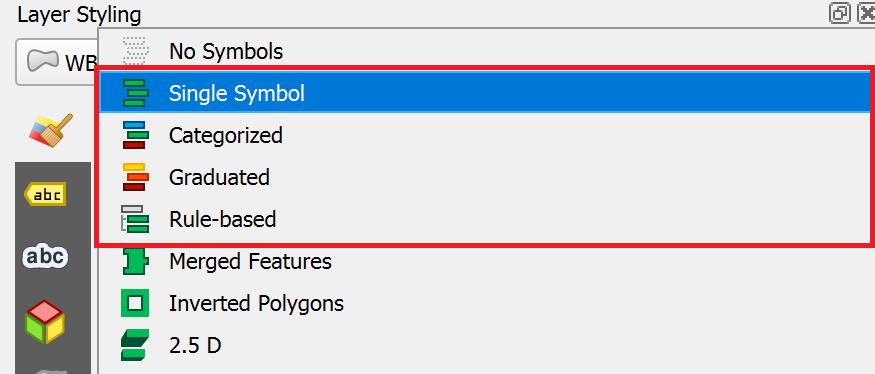 Layer Styling
WB
No Symbols
Single Symbol
Categorized
Graduated
Rule-based
Merged Features
Inverted Polygons
2.5 D
abc
abc